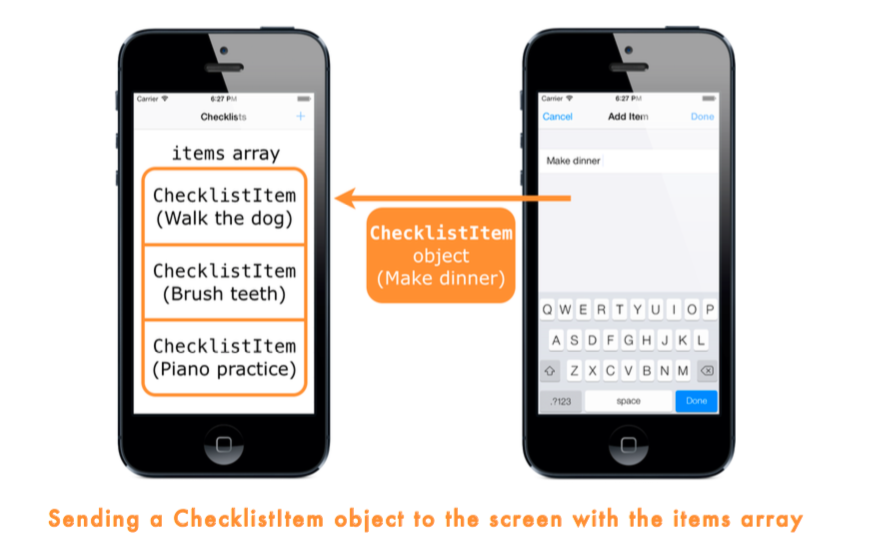 Carrier 6:27 PM
Checklists +
items array
ChecklistItem
(Walk the dog)
ChecklistItem
(Brush teeth)
ChecklistItem
(Piano practice)
ChecklistItem
object
(Make dinner)
Carrier 6:27 PM
Cancel Add Item Done
Make dinner
Q W E R T Y U I O P
A S D F G H J K L
Z X C V B N M
.?123 space Done
Sending a ChecklistItem object to the screen with the items array